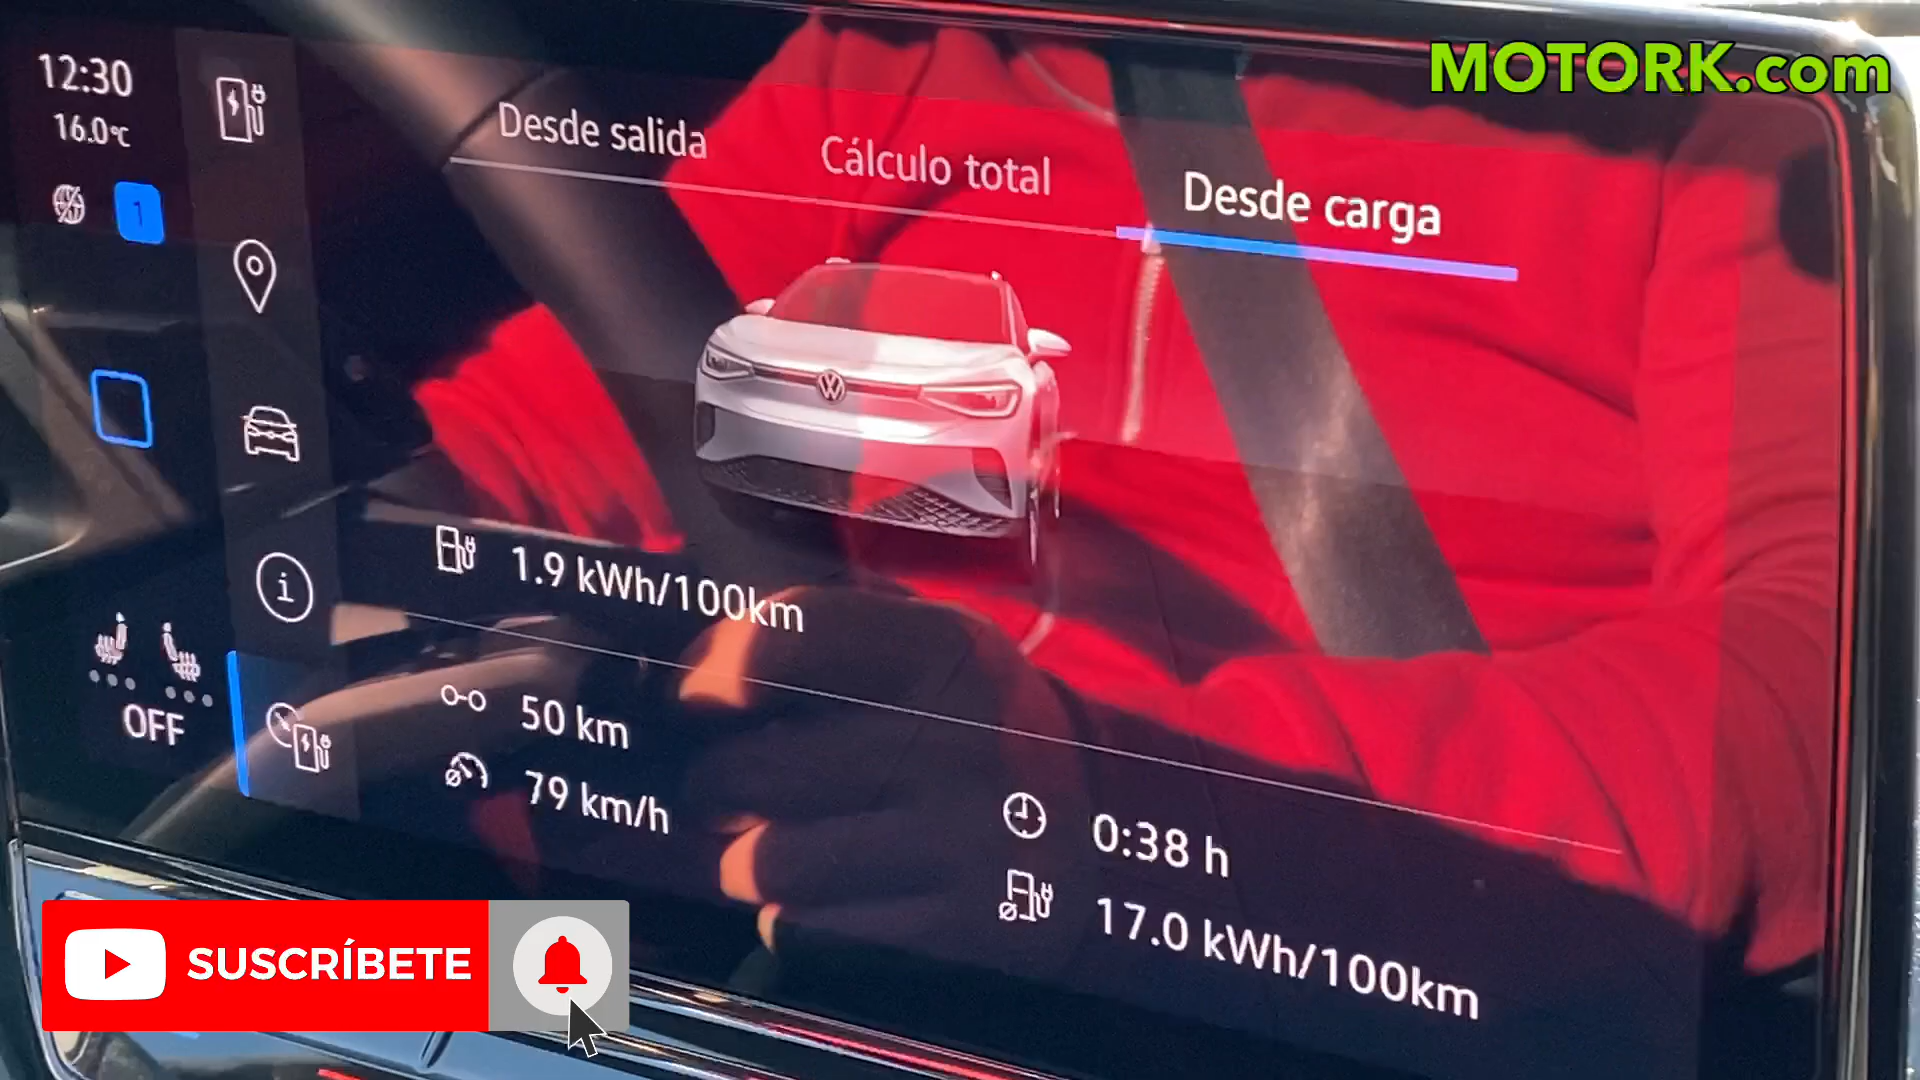 MOTORK.com
12:30
16.0°C
1
Desde salida
Cálculo total
Desde carga
1.9 kWh/100km
50 km
79 km/h
0:38 h
17.0 kWh/100km
OFF
SUSCRÍBETE